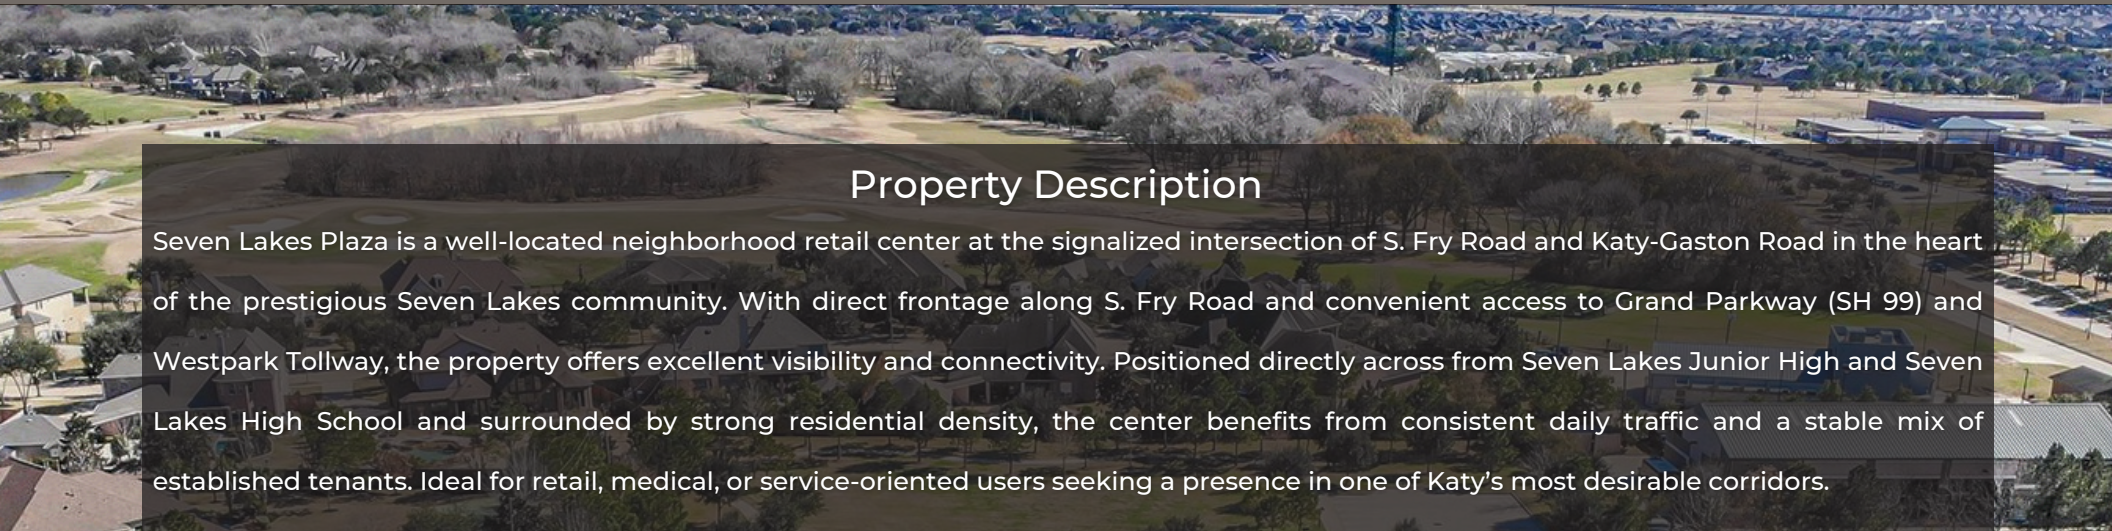 Property Description
Seven Lakes Plaza is a well-located neighborhood retail center at the signalized intersection of S. Fry Road and Katy-Gaston Road in the heart
of the prestigious Seven Lakes community. With direct frontage along S. Fry Road and convenient access to Grand Parkway (SH 99) and
Westpark Tollway, the property offers excellent visibility and connectivity. Positioned directly across from Seven Lakes Junior High and Seven
Lakes High School and surrounded by strong residential density, the center benefits from consistent daily traffic and a stable mix of
established tenants. Ideal for retail, medical, or service-oriented users seeking a presence in one of Katy’s most desirable corridors.